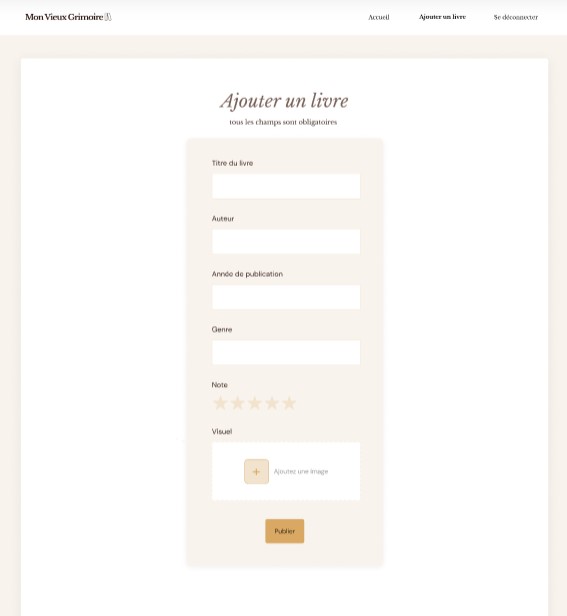 Mon Vieux Grimoire
Accueil
Ajouter un livre
Se déconnecter
Ajouter un livre
tous les champs sont obligatoires
Titre du livre
Auteur
Année de publication
Genre
Note
Visuel
+ Ajoutez une image
Publier